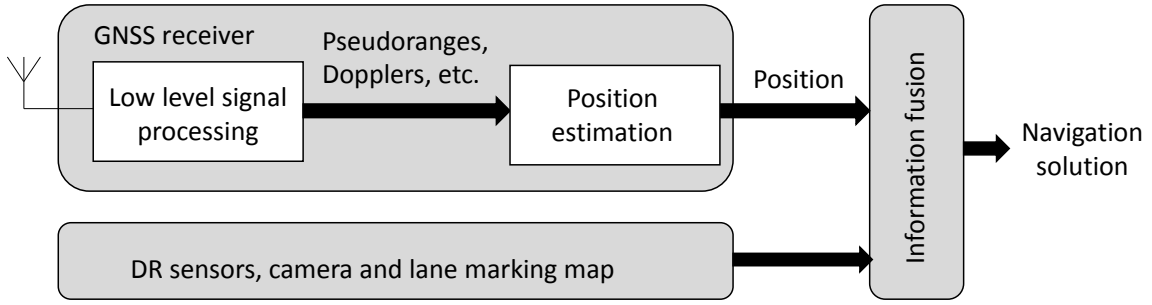 GNSS receiver
Pseudoranges,
Dopplers, etc.
Low level signal
processing
Position
estimation
Position
Information fusion
Navigation
solution
DR sensors, camera and lane marking map